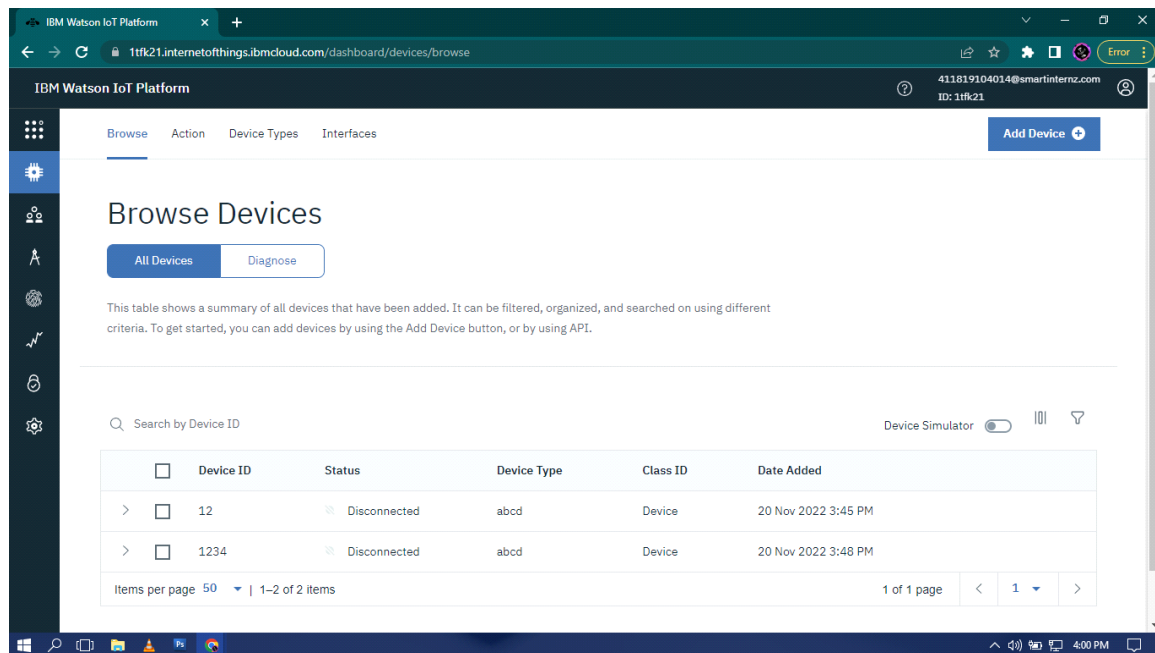 IBM Watson IoT Platform
1tfk21.internetofthings.ibmcloud.com/dashboard/devices/browse
Error
IBM Watson IoT Platform
411819104014@smartinternz.com
ID: 1tfk21
Browse Action Device Types Interfaces
Add Device
Browse Devices
All Devices Diagnose
This table shows a summary of all devices that have been added. It can be filtered, organized, and searched on using different
criteria. To get started, you can add devices by using the Add Device button, or by using API.
Search by Device ID
Device Simulator
Device ID Status Device Type Class ID Date Added
12 Disconnected abcd Device 20 Nov 2022 3:45 PM
1234 Disconnected abcd Device 20 Nov 2022 3:48 PM
Items per page 50 | 1–2 of 2 items
1 of 1 page 1
Ps
4:00 PM